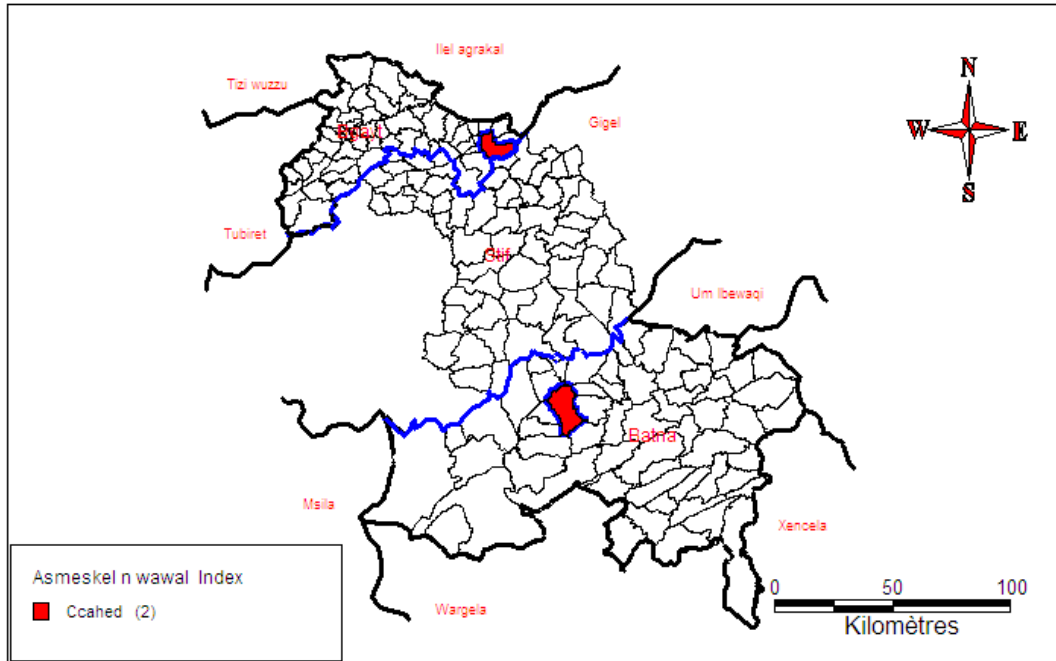 Ilel agrakal
Tizi wuzzu
N
Gigel
Bgayt
W
E
S
Tubiret
Stif
Um lbewaqi
Batna
Msila
Xencela
Asmeskel n wawal Index
Ccahed (2)
Wargela
0 50 100
Kilomètres